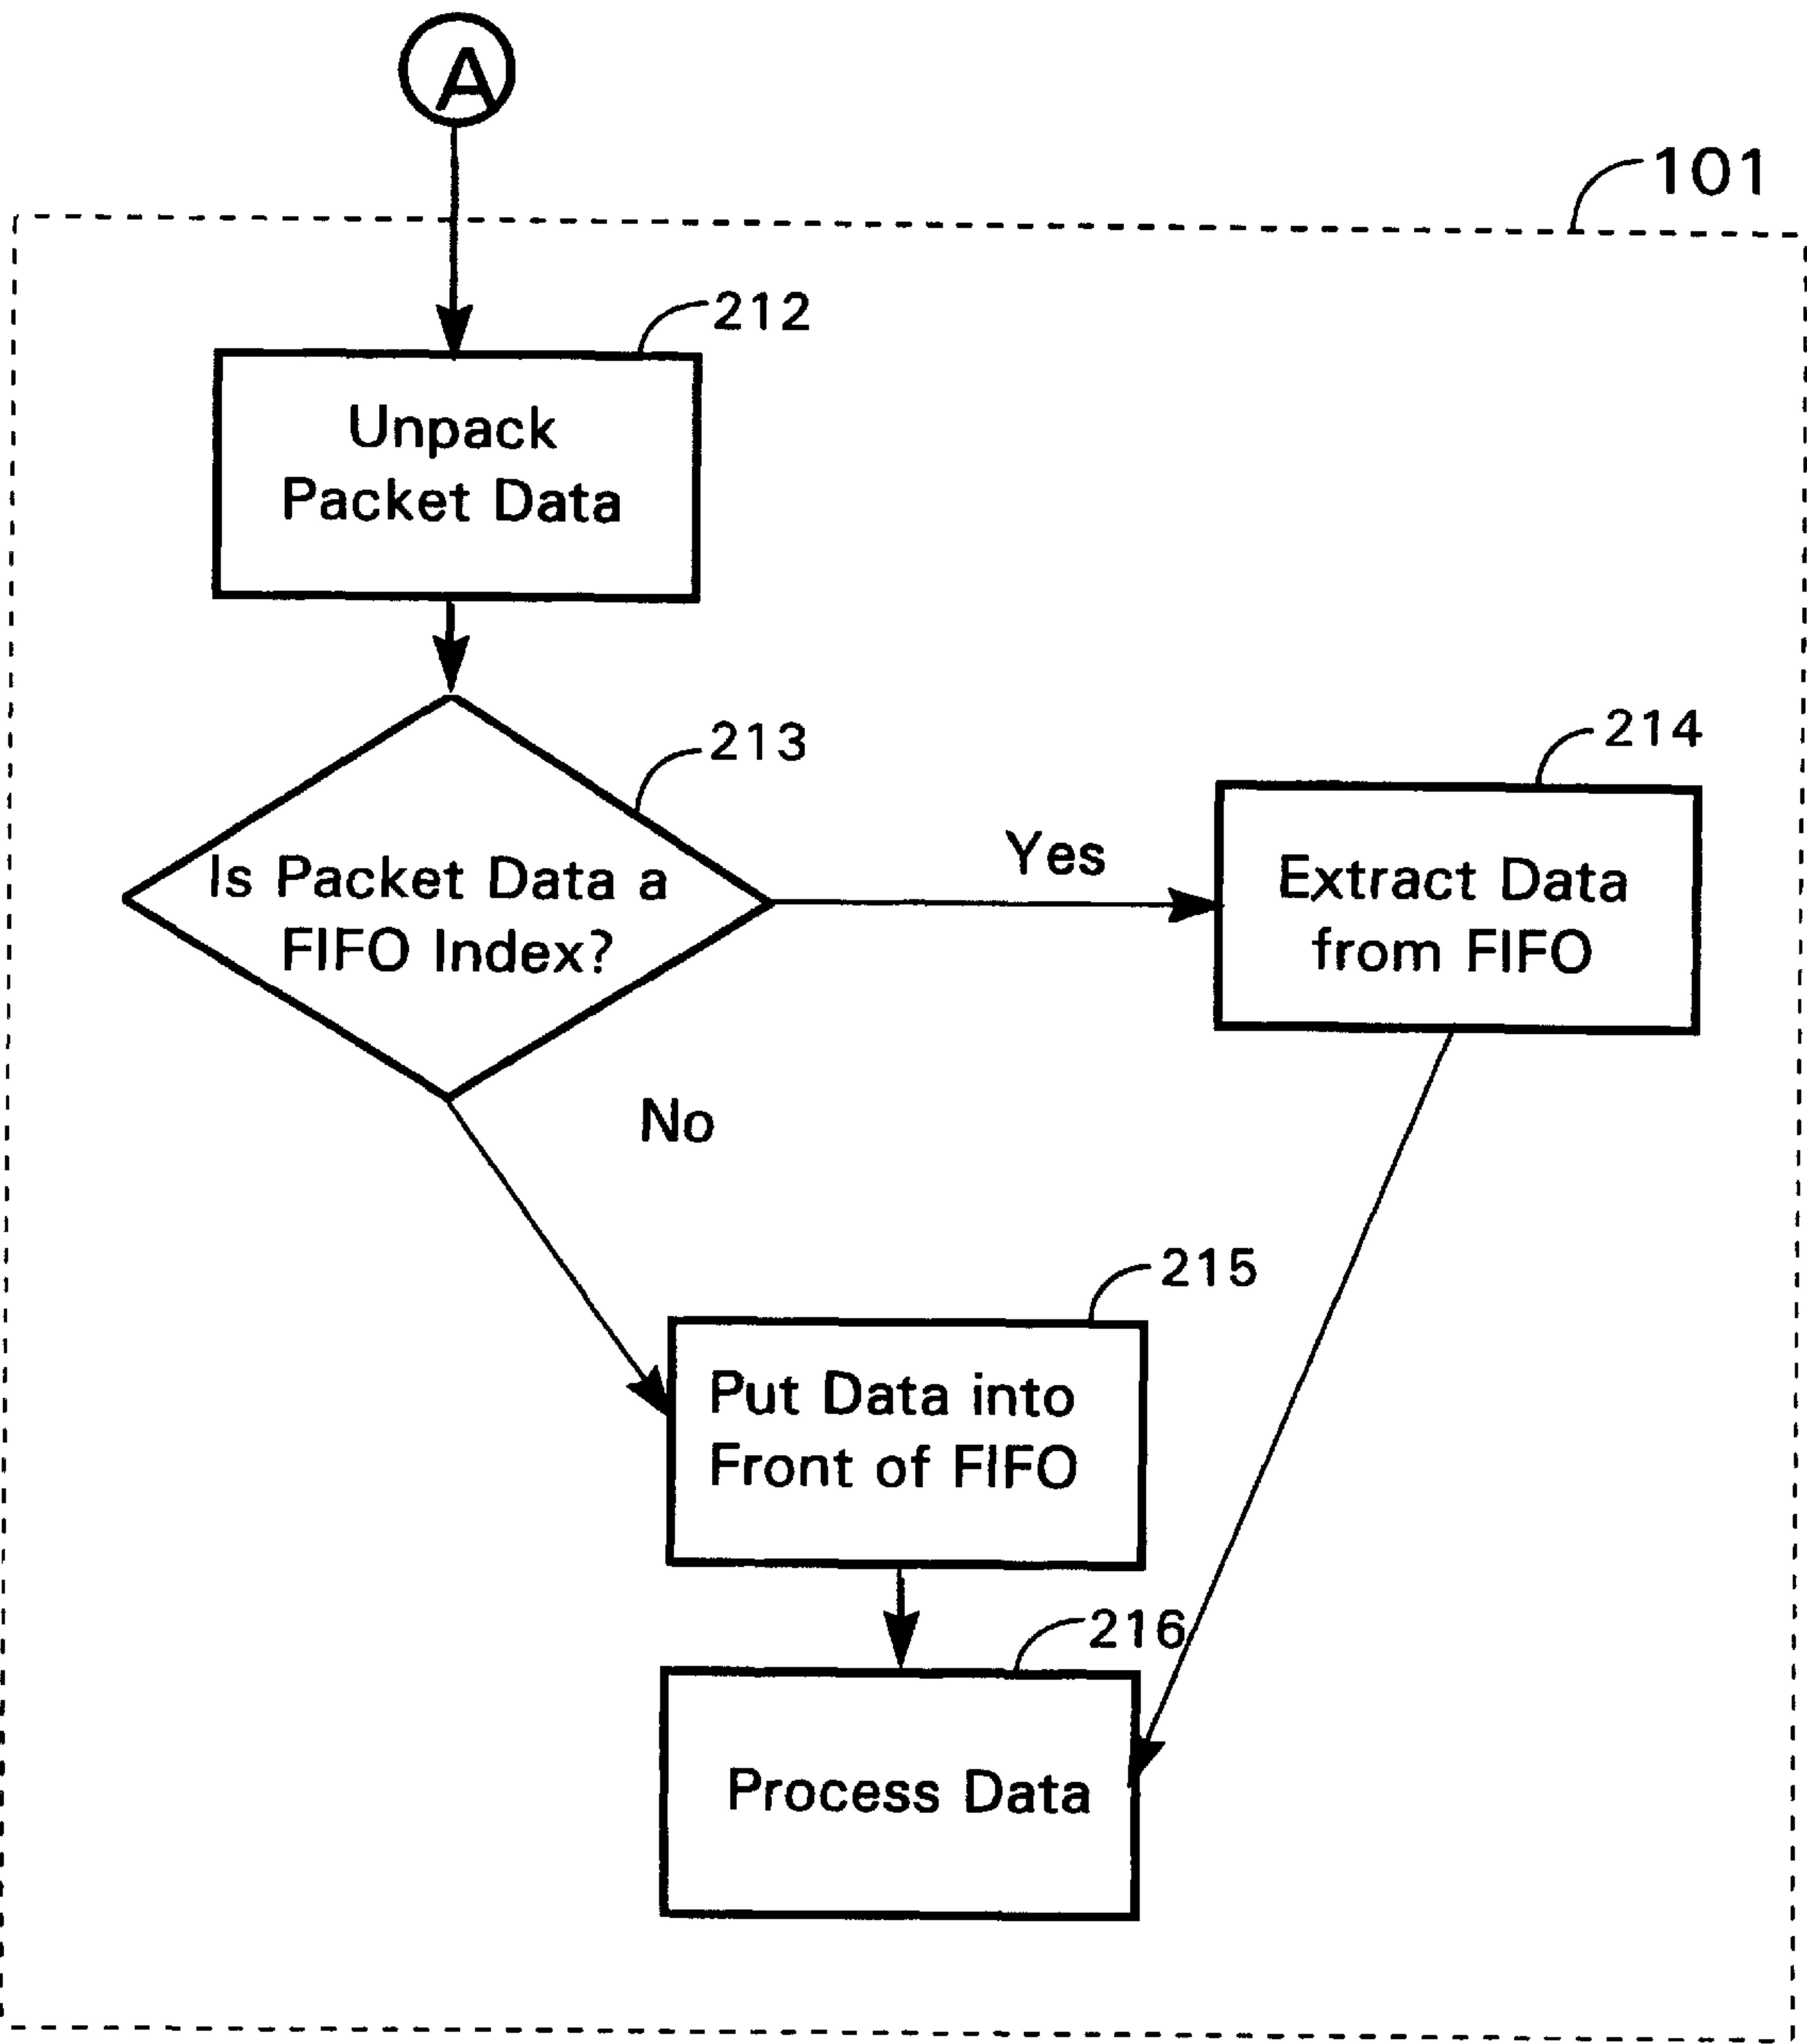 A
101
212
Unpack
Packet Data
213
Is Packet Data a
FIFO Index?
Yes
214
Extract Data
from FIFO
No
215
Put Data into
Front of FIFO
216
Process Data